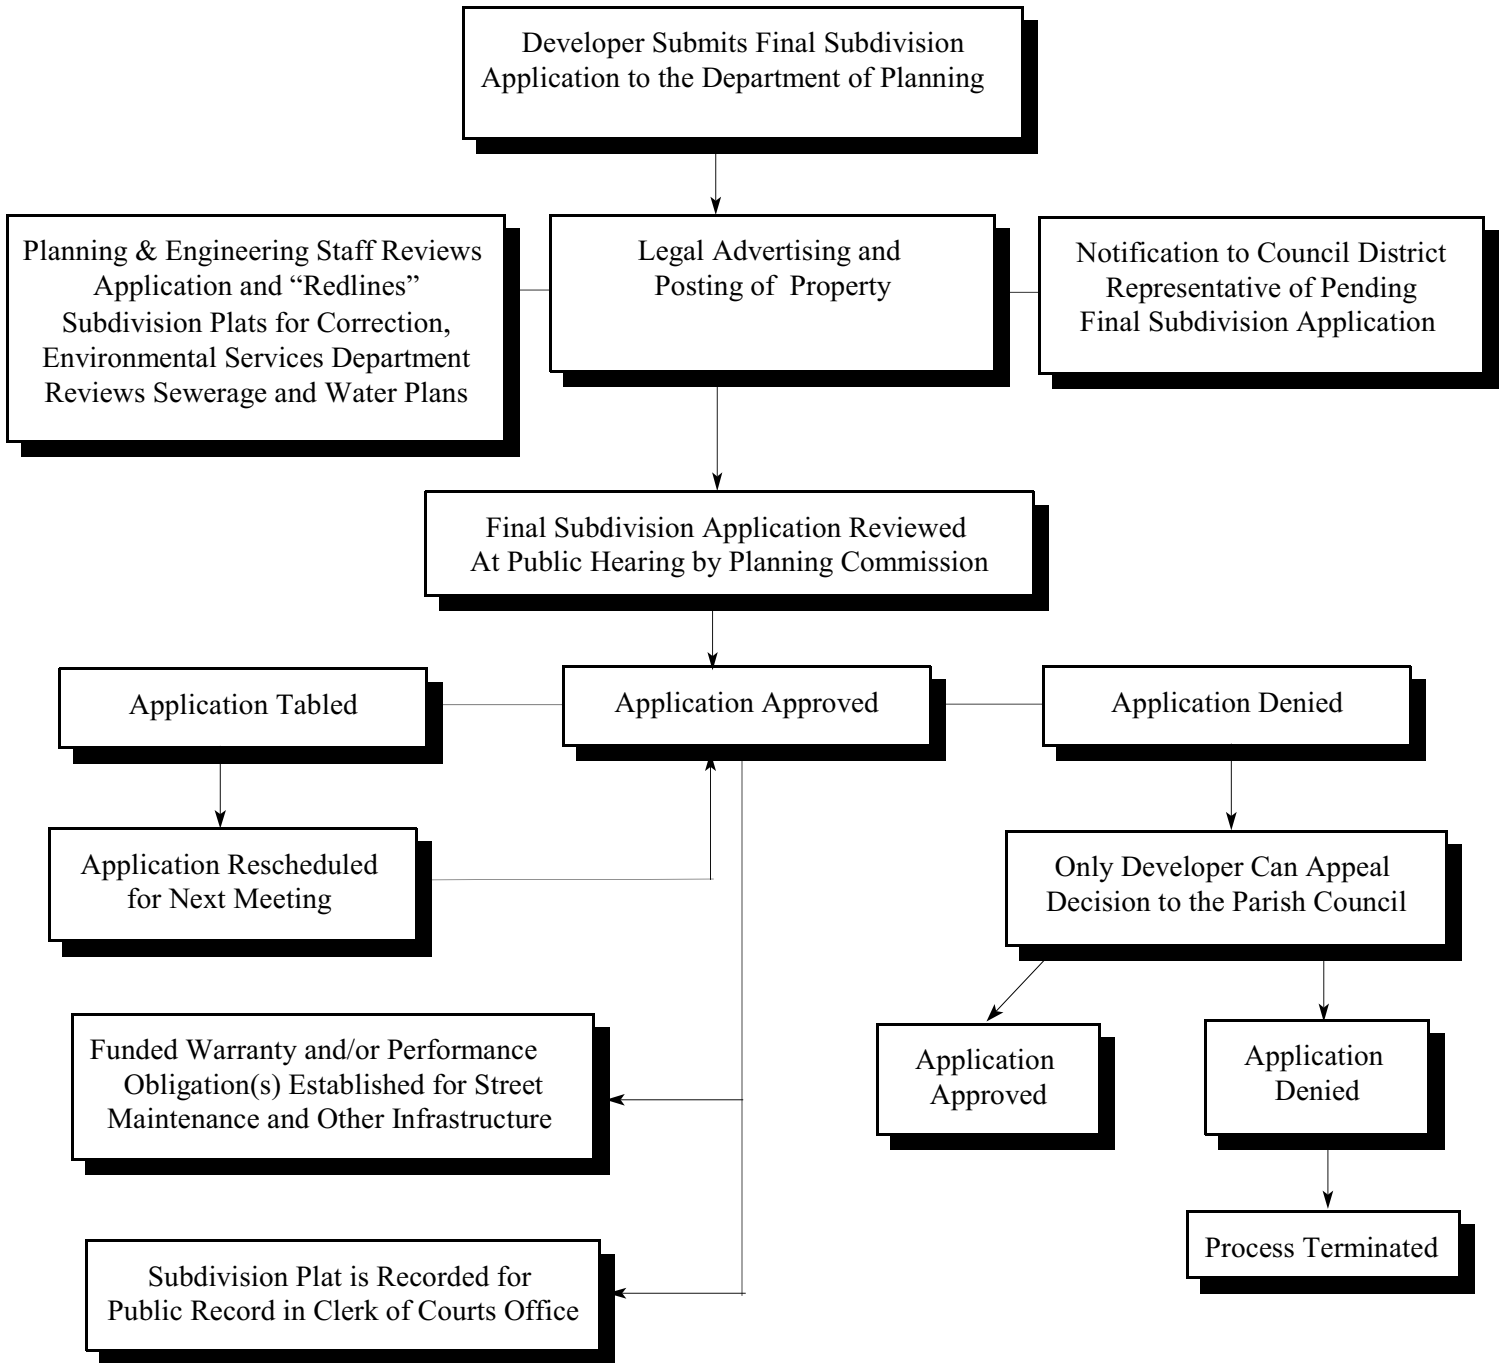 Developer Submits Final Subdivision
Application to the Department of Planning
Planning & Engineering Staff Reviews
Application and “Redlines”
Subdivision Plats for Correction,
Environmental Services Department
Reviews Sewerage and Water Plans
Legal Advertising and
Posting of Property
Notification to Council District
Representative of Pending
Final Subdivision Application
Final Subdivision Application Reviewed
At Public Hearing by Planning Commission
Application Tabled
Application Approved
Application Denied
Application Rescheduled
for Next Meeting
Only Developer Can Appeal
Decision to the Parish Council
Funded Warranty and/or Performance
Obligation(s) Established for Street
Maintenance and Other Infrastructure
Application
Approved
Application
Denied
Process Terminated
Subdivision Plat is Recorded for
Public Record in Clerk of Courts Office